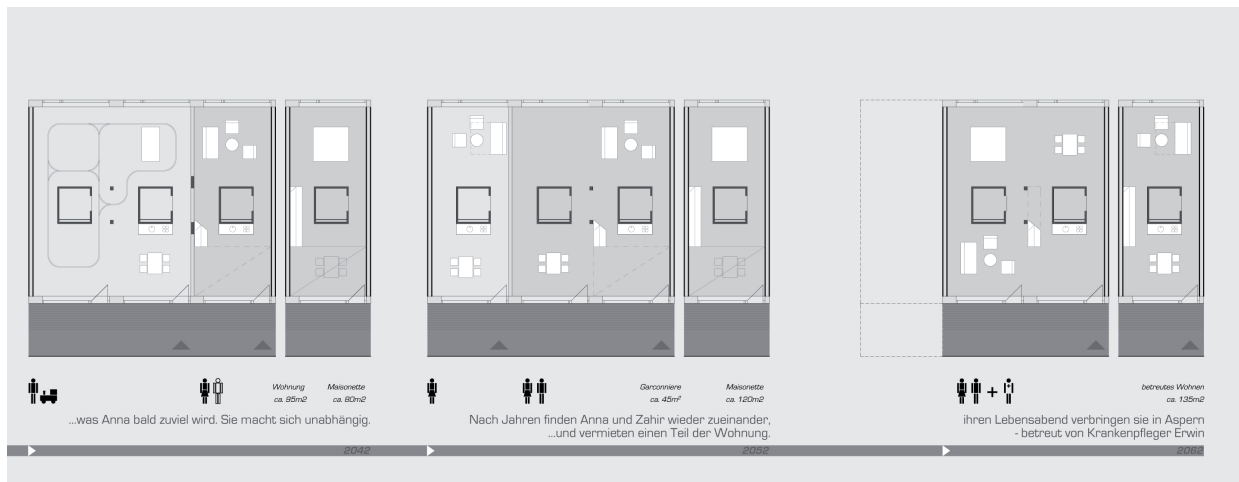 Wohnung Maisonette
ca. 95m2 ca. 80m2
...was Anna bald zuviel wird. Sie macht sich unabhängig.
2042
Garconniere Maisonette
ca. 45m² ca. 120m2
Nach Jahren finden Anna und Zahir wieder zueinander,
...und vermieten einen Teil der Wohnung.
2052
betreutes Wohnen
ca. 135m2
ihren Lebensabend verbringen sie in Aspern
- betreut von Krankenpfleger Erwin
2062